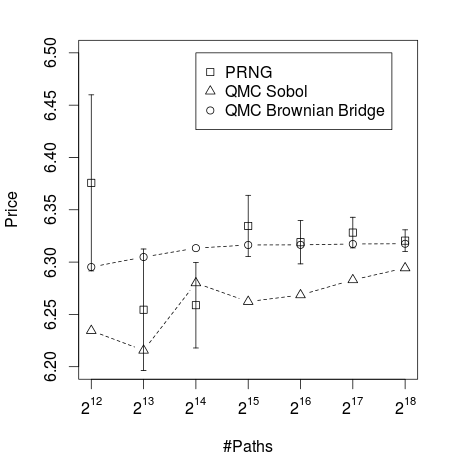 PRNG
QMC Sobol
QMC Brownian Bridge
Price
6.50
6.45
6.40
6.35
6.30
6.25
6.20
2^12 2^13 2^14 2^15 2^16 2^17 2^18
#Paths